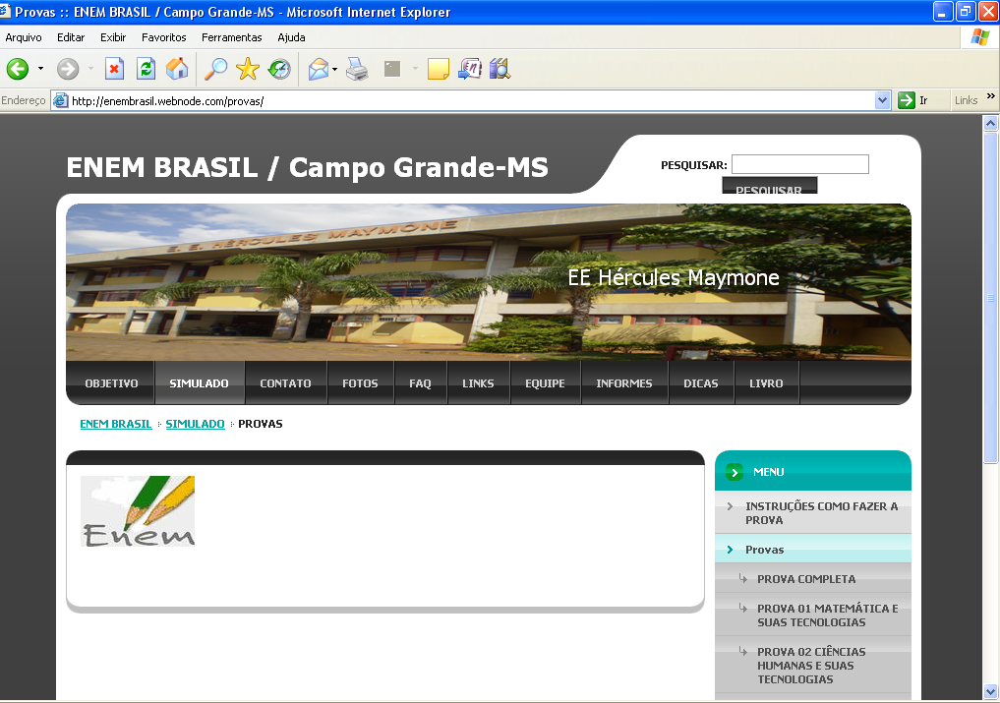 Provas :: ENEM BRASIL / Campo Grande-MS - Microsoft Internet Explorer
Arquivo Editar Exibir Favoritos Ferramentas Ajuda
Endereço http://enembrasil.webnode.com/provas/ Ir Links »
ENEM BRASIL / Campo Grande-MS
PESQUISAR:
PESQUISAR
E. E. HÉRCULES MAYMONE
EE Hércules Maymone
OBJETIVO SIMULADO CONTATO FOTOS FAQ LINKS EQUIPE INFORMES DICAS LIVRO
ENEM BRASIL SIMULADO PROVAS
Enem
MENU
INSTRUÇÕES COMO FAZER A
PROVA
Provas
PROVA COMPLETA
PROVA 01 MATEMÁTICA E
SUAS TECNOLOGIAS
PROVA 02 CIÊNCIAS
HUMANAS E SUAS
TECNOLOGIAS